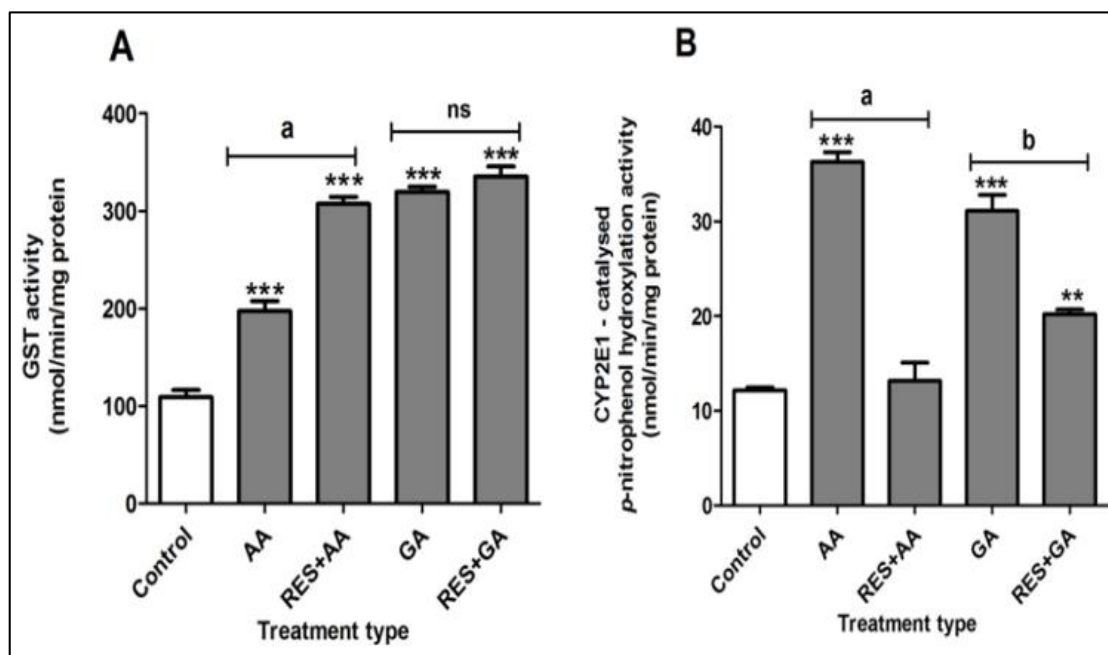 A
GST activity
(nmol/min/mg protein
400
300
200
100
0
a
ns
***
***
***
***
Control
AA
RES+AA
GA
RES+GA
Treatment type
B
CYP2E1 - catalysed
p-nitrophenol hydroxylation activity
(nmol/min/mg protein)
40
30
20
10
0
a
b
***
***
**
Control
AA
RES+AA
GA
RES+GA
Treatment type